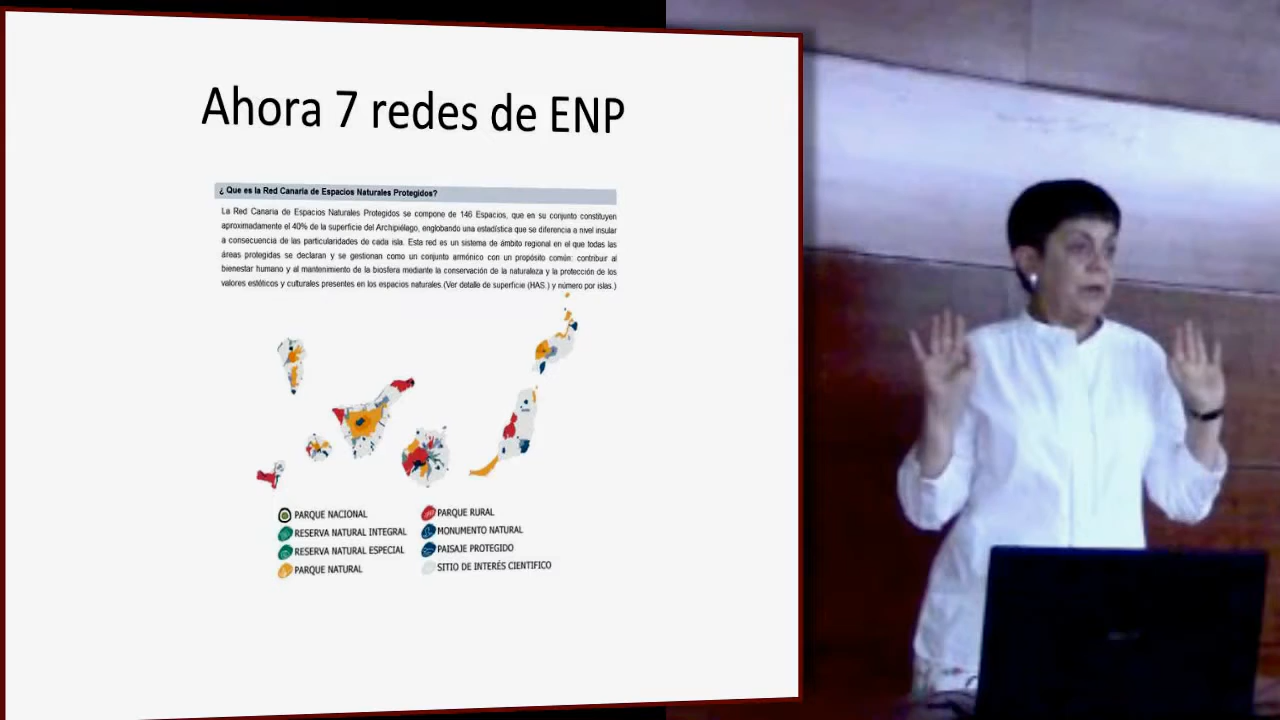 Ahora 7 redes de ENP
¿ Que es la Red Canaria de Espacios Naturales Protegidos?
La Red Canaria de Espacios Naturales Protegidos se compone de 146 Espacios, que en su conjunto constituyen
aproximadamente el 40% de la superficie del Archipiélago, englobando una estadística que se diferencia a nivel insular
a consecuencia de las particularidades de cada isla. Esta red es un sistema de ámbito regional en el que todas las
áreas protegidas se declaran y se gestionan como un conjunto armónico con un propósito común: contribuir al
bienestar humano y al mantenimiento de la biosfera mediante la conservación de la naturaleza y la protección de los
valores estéticos y culturales presentes en los espacios naturales.(Ver detalle de superficie (HAS.) y número por islas.)
PARQUE NACIONAL
RESERVA NATURAL INTEGRAL
RESERVA NATURAL ESPECIAL
PARQUE NATURAL
PARQUE RURAL
MONUMENTO NATURAL
PAISAJE PROTEGIDO
SITIO DE INTERÉS CIENTIFICO